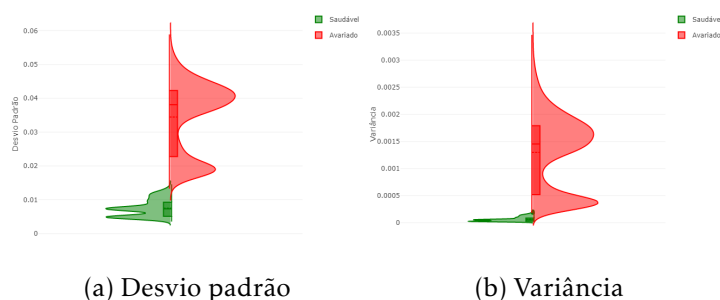 0.06
0.05
0.04
0.03
0.02
0.01
0
Desvio Padrão
Saudável
Avariado
(a) Desvio padrão
0.0035
0.003
0.0025
0.002
0.0015
0.001
0.0005
0
Variância
Saudável
Avariado
(b) Variância